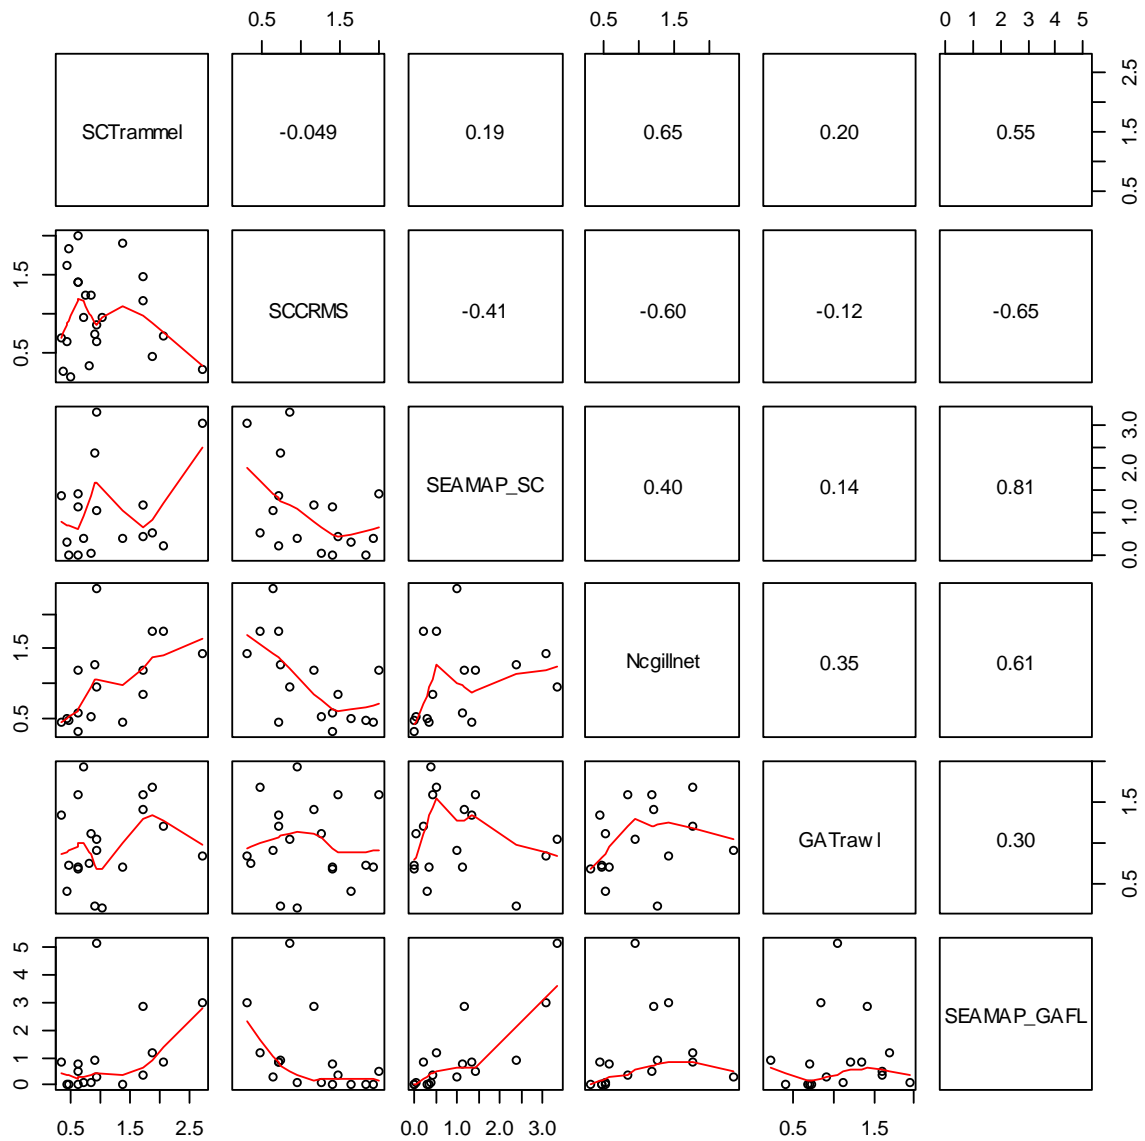 0.5 1.5 0.5 1.5 0 1 2 3 4 5
SCTrammel -0.049 0.19 0.65 0.20 0.55
0.5 1.5 2.5
0.5 1.5
SCCRMS -0.41 -0.60 -0.12 -0.65
SEAMAP_SC 0.40 0.14 0.81
0.0 1.0 2.0 3.0
0.5 1.5
Ncgillnet 0.35 0.61
GATrawl 0.30
0.5 1.5
0 1 2 3 4 5
SEAMAP_GAFL
0.5 1.5 2.5 0.0 1.0 2.0 3.0 0.5 1.5